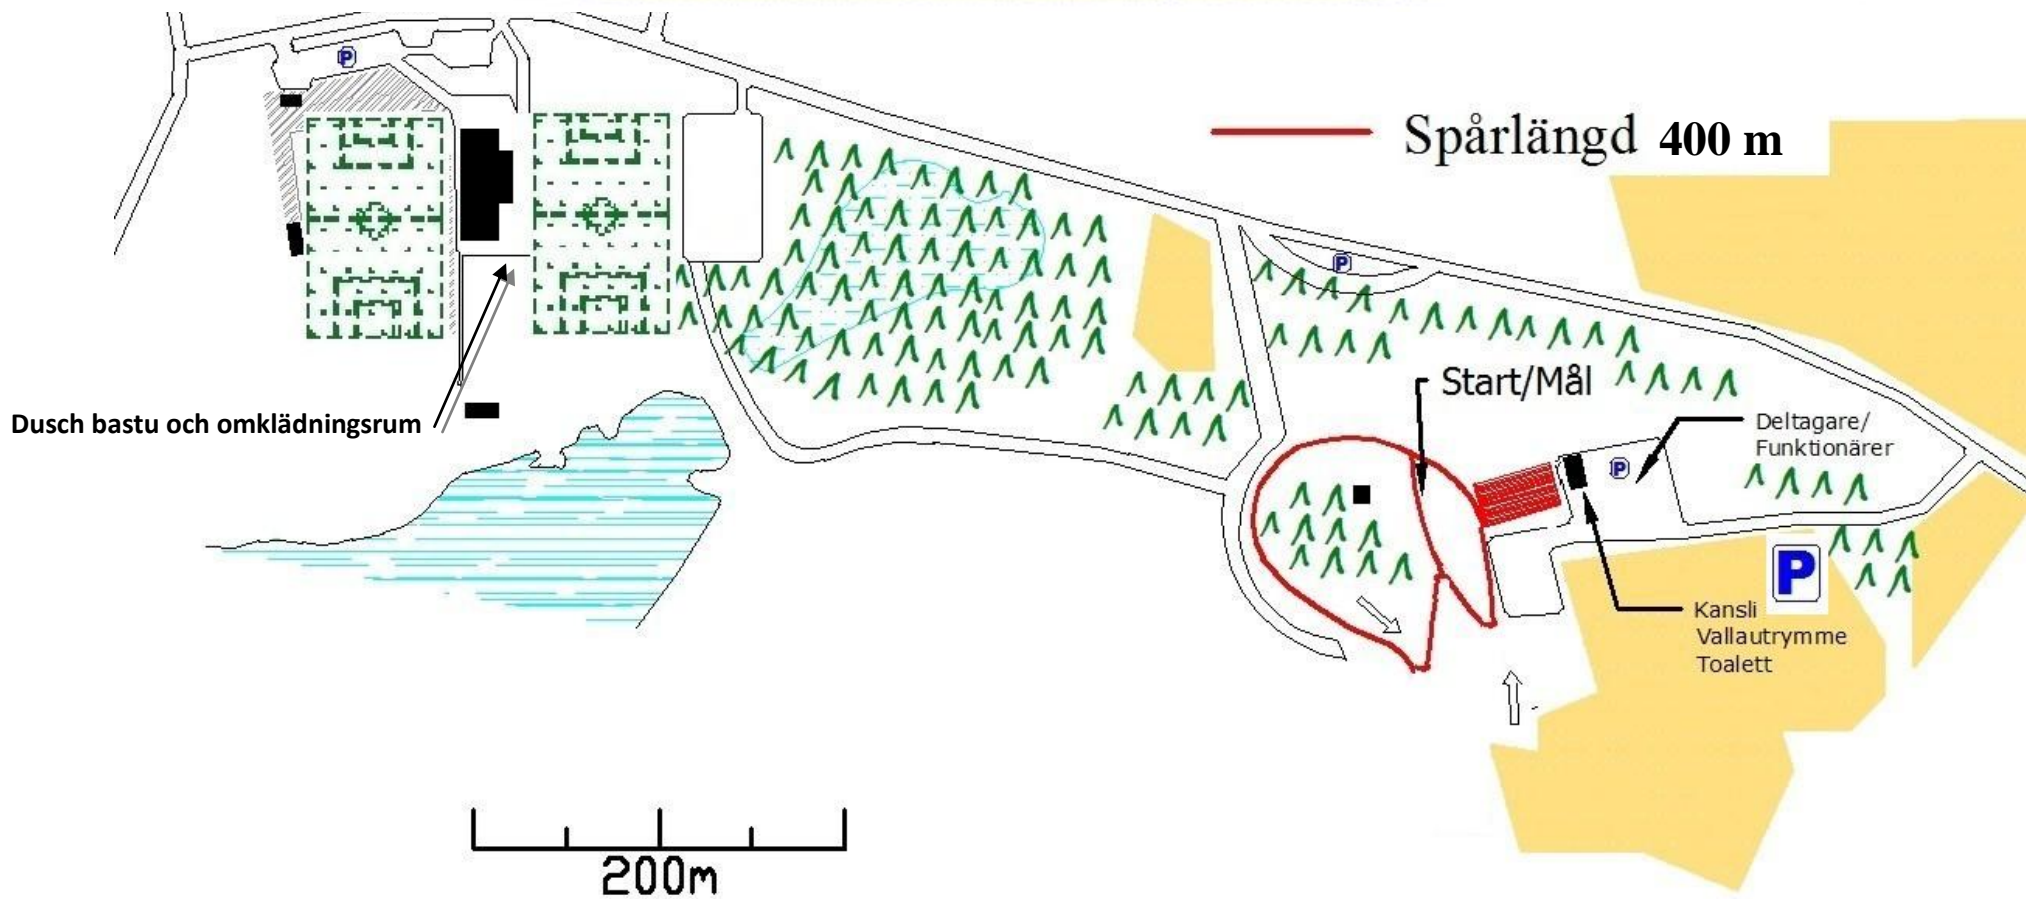 P
Spårlängd 400 m
P
Start/Mål
Dusch bastu och omklädningsrum
Deltagare/
Funktionärer
P
P
Kansli
Vallautrymme
Toalett
200m